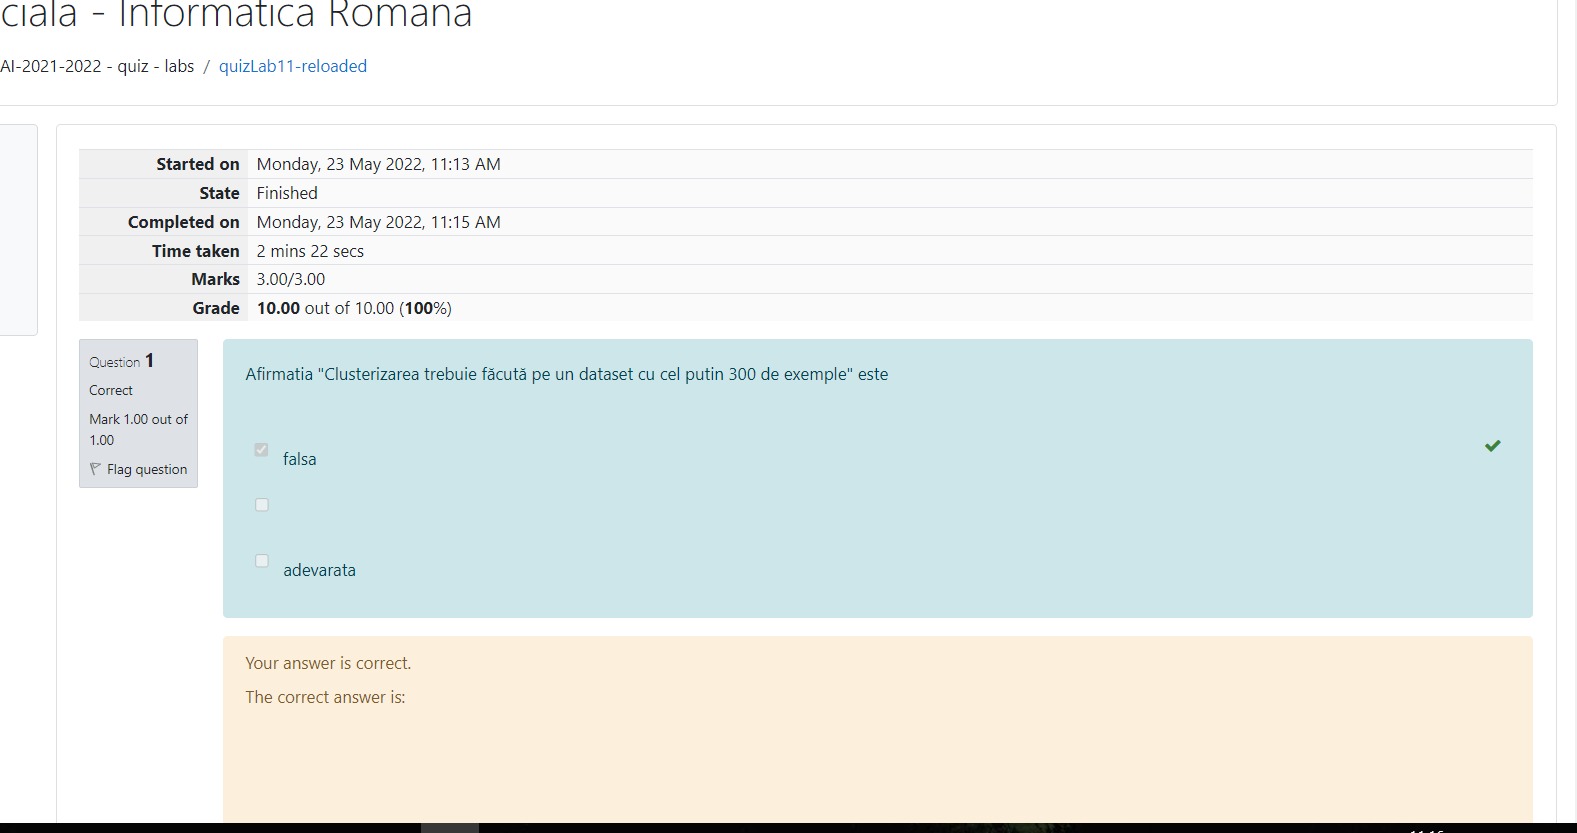 ciala - Informatica Romana
AI-2021-2022 - quiz - labs / quizLab11-reloaded
Started on Monday, 23 May 2022, 11:13 AM
State Finished
Completed on Monday, 23 May 2022, 11:15 AM
Time taken 2 mins 22 secs
Marks 3.00/3.00
Grade 10.00 out of 10.00 (100%)
Question 1
Correct
Mark 1.00 out of
1.00
Flag question
Afirmatia "Clusterizarea trebuie făcută pe un dataset cu cel putin 300 de exemple" este
falsa
adevarata
Your answer is correct.
The correct answer is: